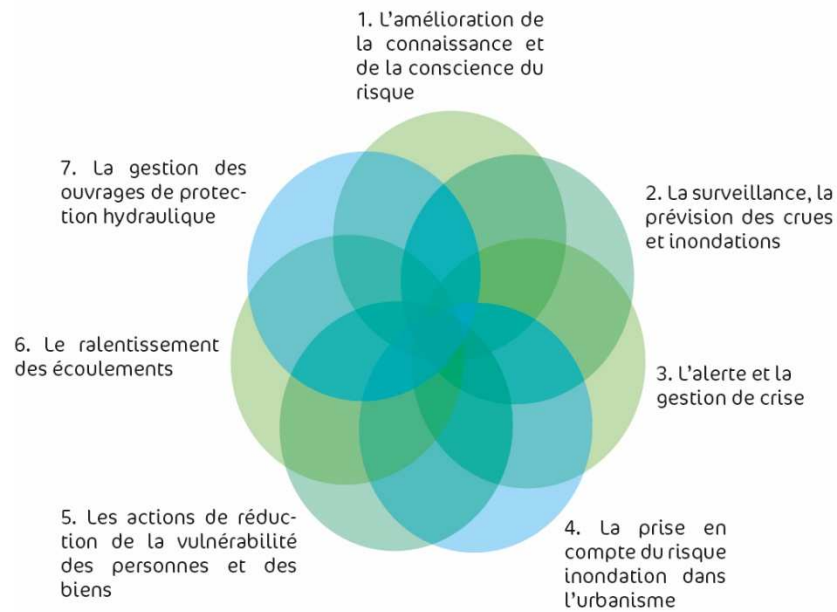 1. L'amélioration de
la connaissance et
de la conscience du
risque
2. La surveillance, la
prévision des crues
et inondations
3. L'alerte et la
gestion de crise
4. La prise en
compte du risque
inondation dans
l'urbanisme
5. Les actions de réduc-
tion de la vulnérabilité
des personnes et des
biens
6. Le ralentissement
des écoulements
7. La gestion des
ouvrages de protec-
tion hydraulique